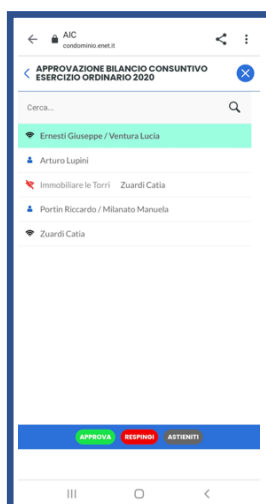 AIC
condominio.enet.it
APPROVAZIONE BILANCIO CONSUNTIVO
ESERCIZIO ORDINARIO 2020
Cerca...
Ernesti Giuseppe / Ventura Lucia
Arturo Lupini
Immobiliare le Torri Zuardi Catia
Portin Riccardo / Milanato Manuela
Zuardi Catia
APPROVA RESPINGI ASTIENITI